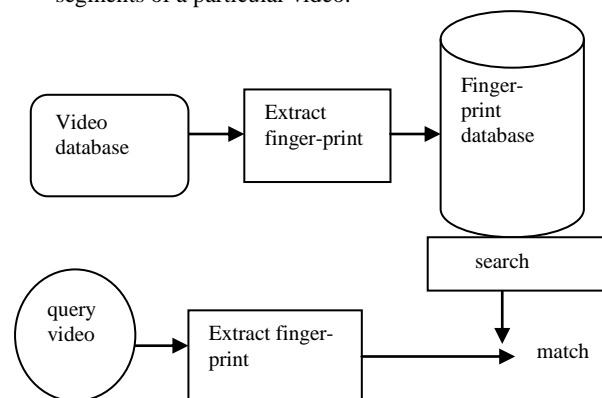 segments of a particular video.
Video
database
Extract
finger-print
Finger-
print
database
search
query
video
Extract finger-
print
match